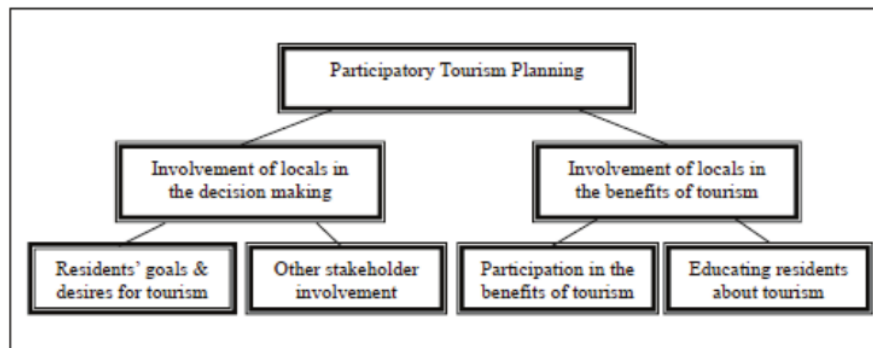 Participatory Tourism Planning
Involvement of locals in
the decision making
Involvement of locals in
the benefits of tourism
Residents' goals &
desires for tourism
Other stakeholder
involvement
Participation in the
benefits of tourism
Educating residents
about tourism